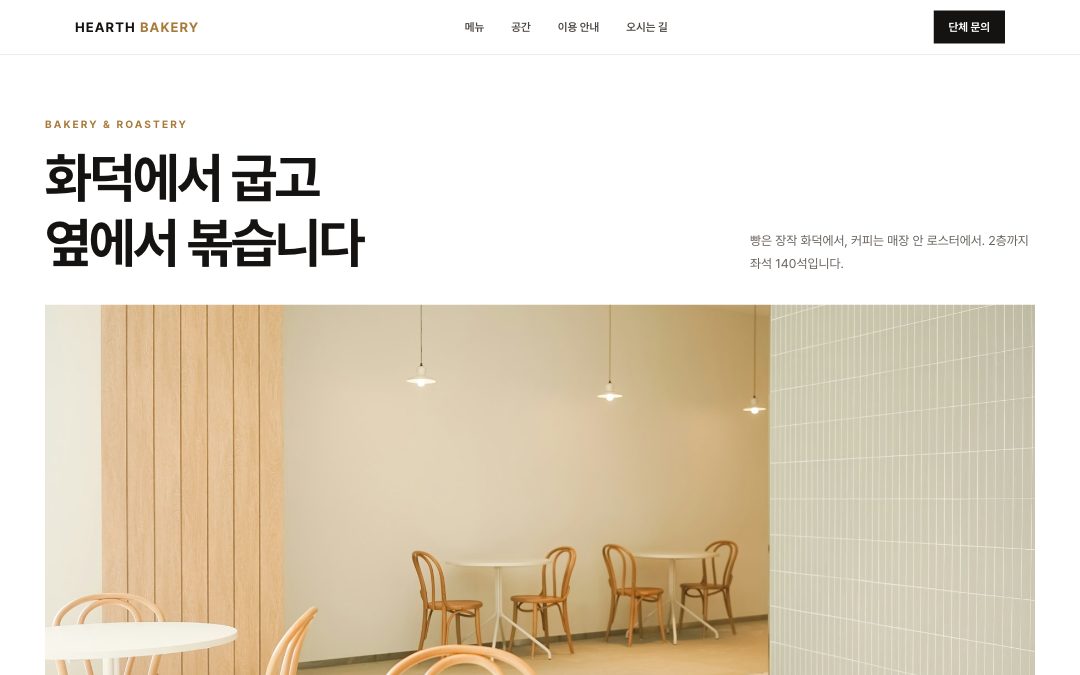 HEARTH BAKERY
메뉴 공간 이용 안내 오시는 길
단체 문의
BAKERY & ROASTERY
화덕에서 굽고
옆에서 볶습니다
빵은 장작 화덕에서, 커피는 매장 안 로스터에서. 2층까지
좌석 140석입니다.